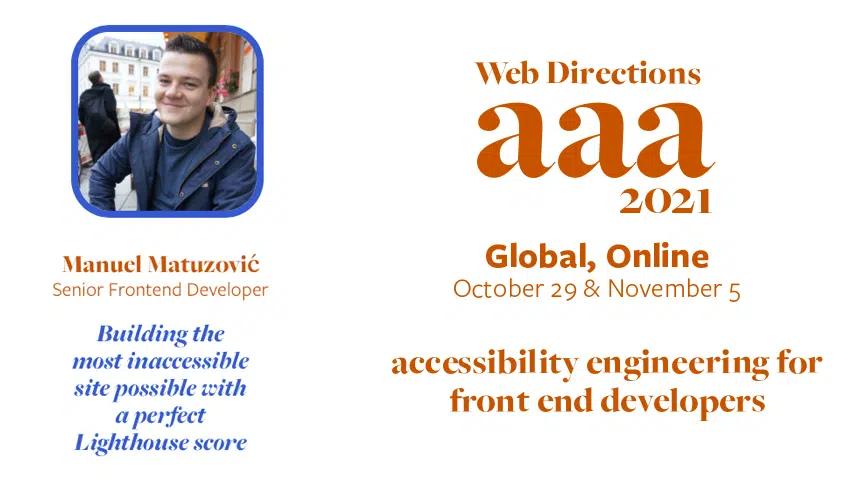 Manuel Matuzović
Senior Frontend Developer
Building the
most inaccessible
site possible with
a perfect
Lighthouse score
Web Directions
aaa
2021
Global, Online
October 29 & November 5
accessibility engineering for
front end developers